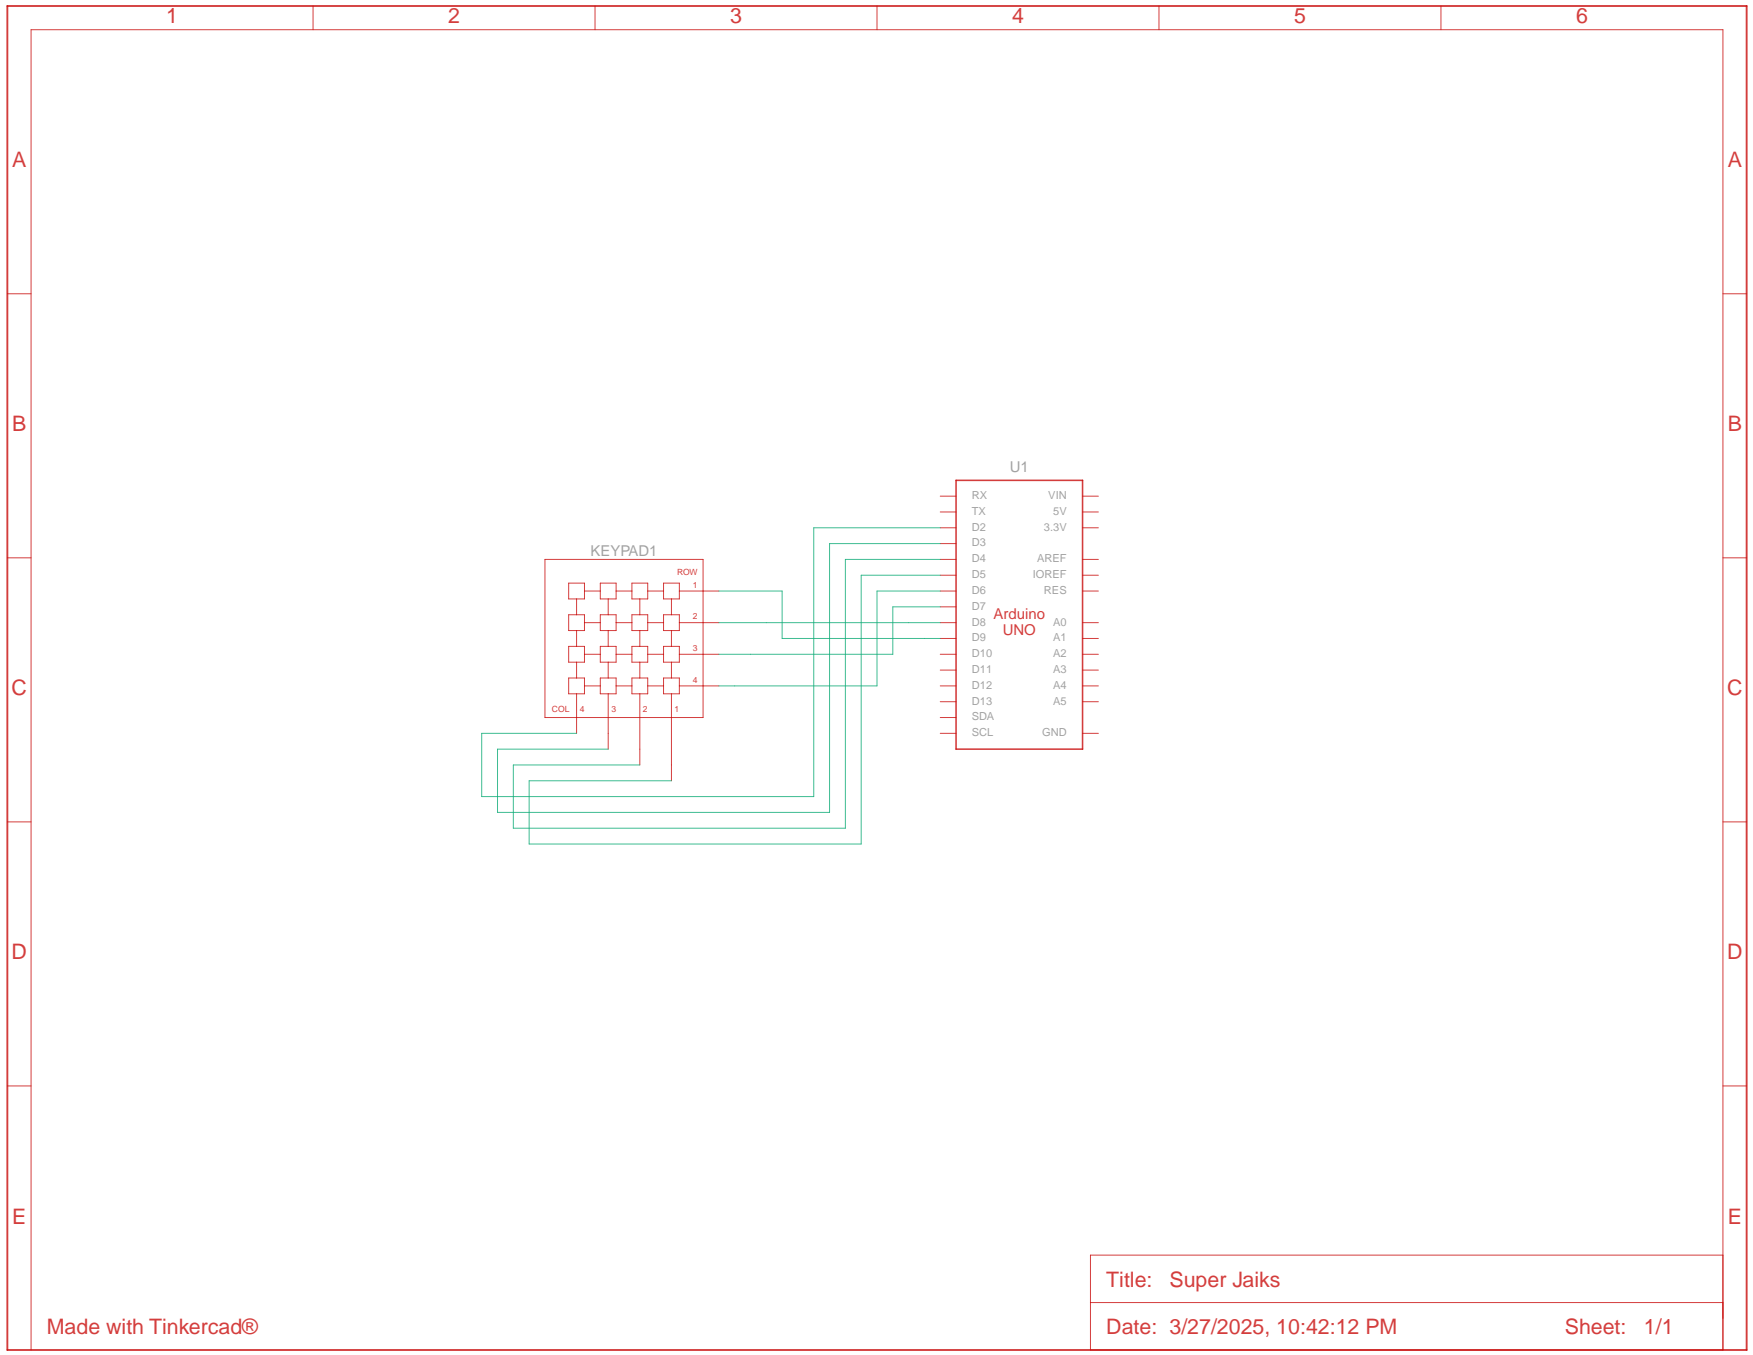 1 2 3 4 5 6
A A
B B
U1
RX VIN
TX 5V
D2 3.3V
D3
KEYPAD1
D4 AREF
ROW
D5 IOREF
1
D6 RES
D7
Arduino
2
D8 A0
UNO
D9 A1
3
D10 A2
D11 A3
4
D12 A4
C C
D13 A5
COL 4 3 2 1
SDA
SCL GND
D D
E E
Title: Super Jaiks
Made with Tinkercad®
Date: 3/27/2025, 10:42:12 PM Sheet: 1/1